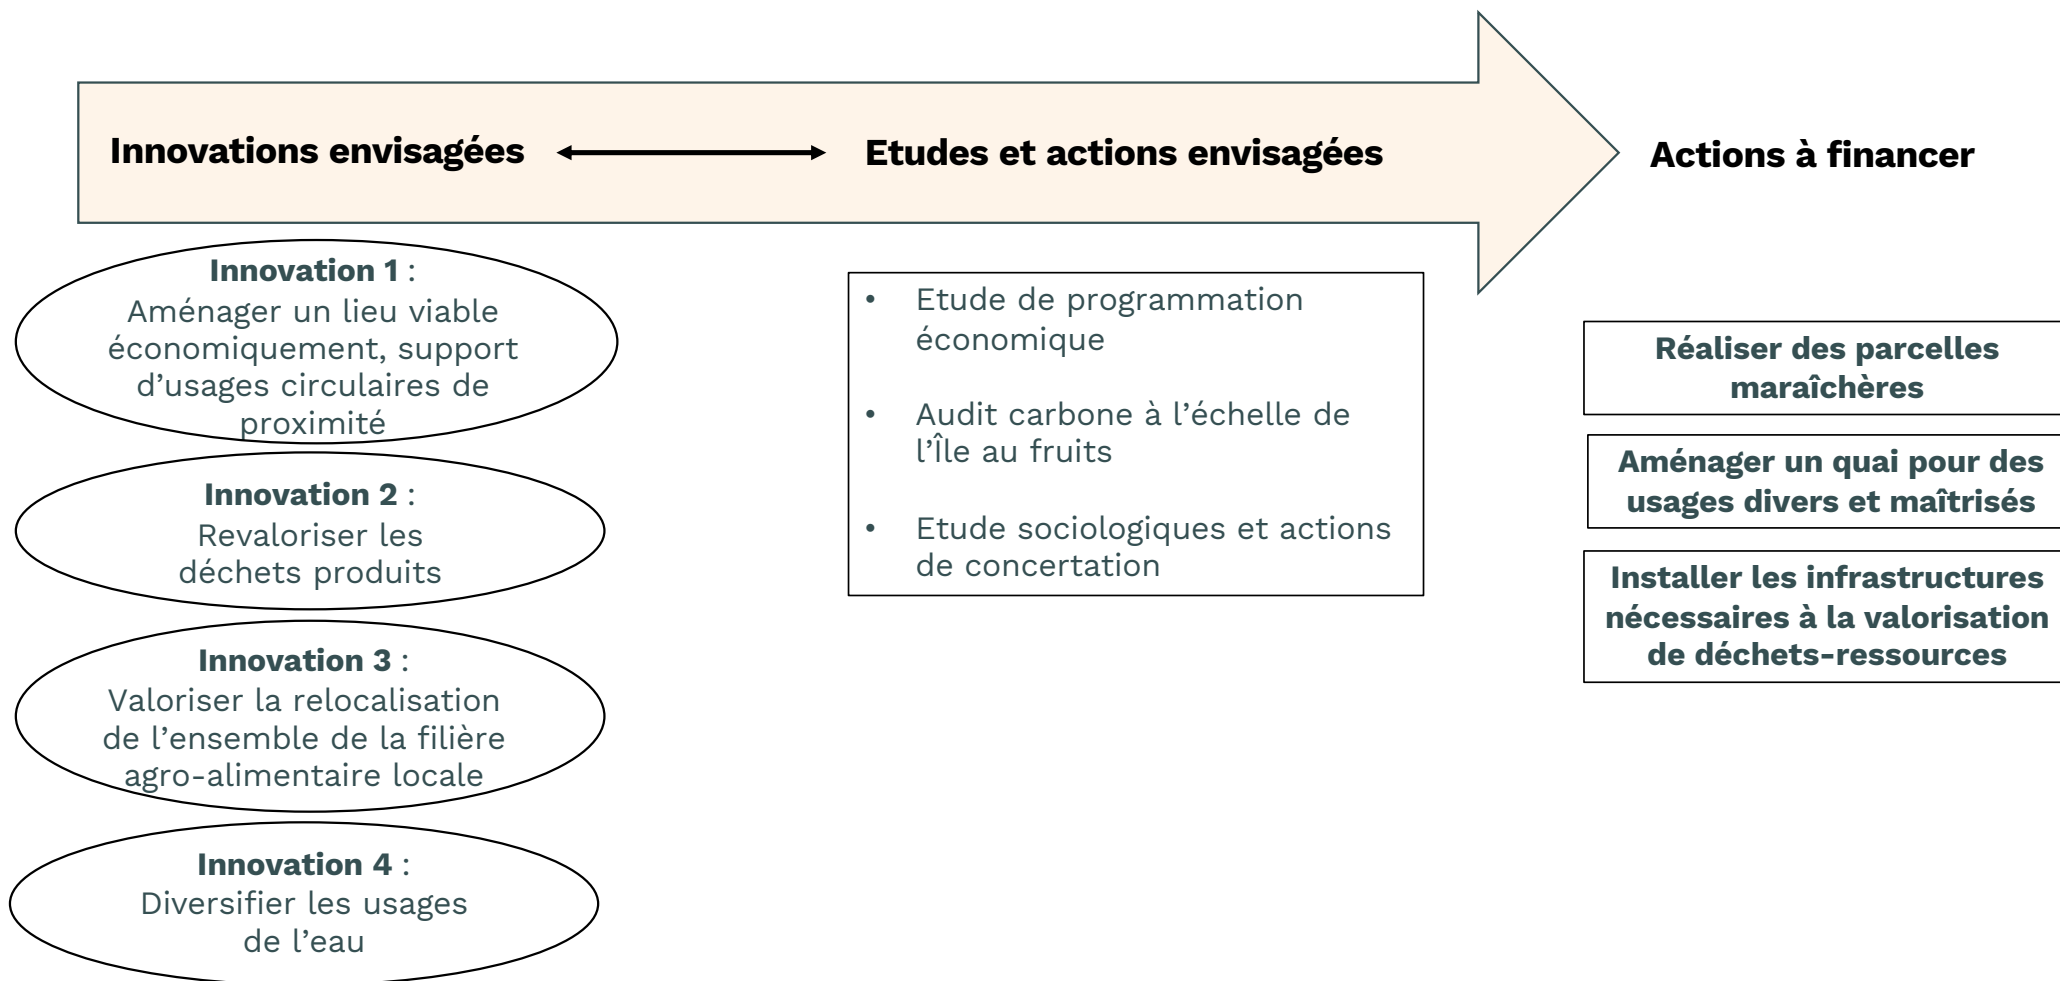 Innovations envisagées
Etudes et actions envisagées
Actions à financer
Innovation 1 :
Aménager un lieu viable
économiquement, support
d’usages circulaires de
proximité
Innovation 2 :
Revaloriser les
déchets produits
Innovation 3 :
Valoriser la relocalisation
de l’ensemble de la filière
agro-alimentaire locale
Innovation 4 :
Diversifier les usages
de l’eau
• Etude de programmation
économique
• Audit carbone à l’échelle de
l’Île au fruits
• Etude sociologiques et actions
de concertation
Réaliser des parcelles
maraîchères
Aménager un quai pour des
usages divers et maîtrisés
Installer les infrastructures
nécessaires à la valorisation
de déchets-ressources